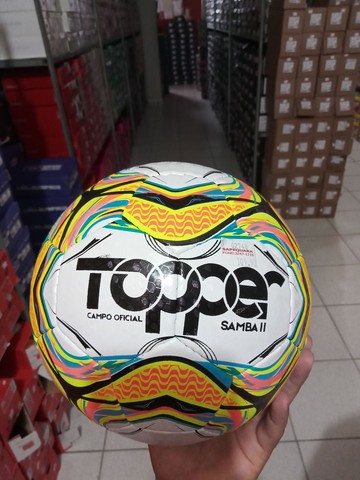 Topper
CAMPO OFICIAL
SAMBA II